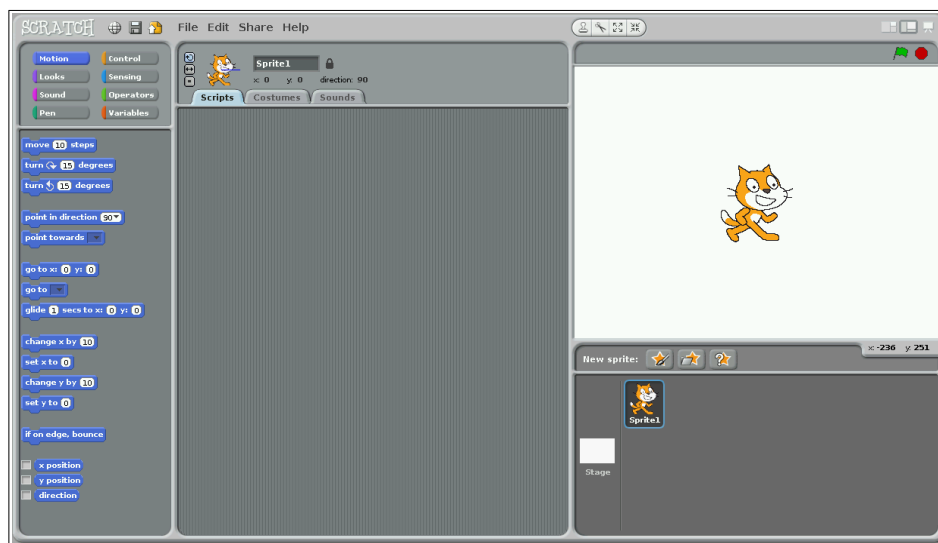 SCRATCH File Edit Share Help
Motion Control
Looks Sensing
Sound Operators
Pen Variables
move 10 steps
turn 15 degrees
turn 15 degrees
point in direction 90
point towards
go to x: 0 y: 0
go to
glide 1 secs to x: 0 y: 0
change x by 10
set x to 0
change y by 10
set y to 0
if on edge, bounce
x position
y position
direction
Sprite1
x: 0 y: 0 direction: 90
Scripts Costumes Sounds
x: -236 y: 251
New sprite:
Sprite1
Stage